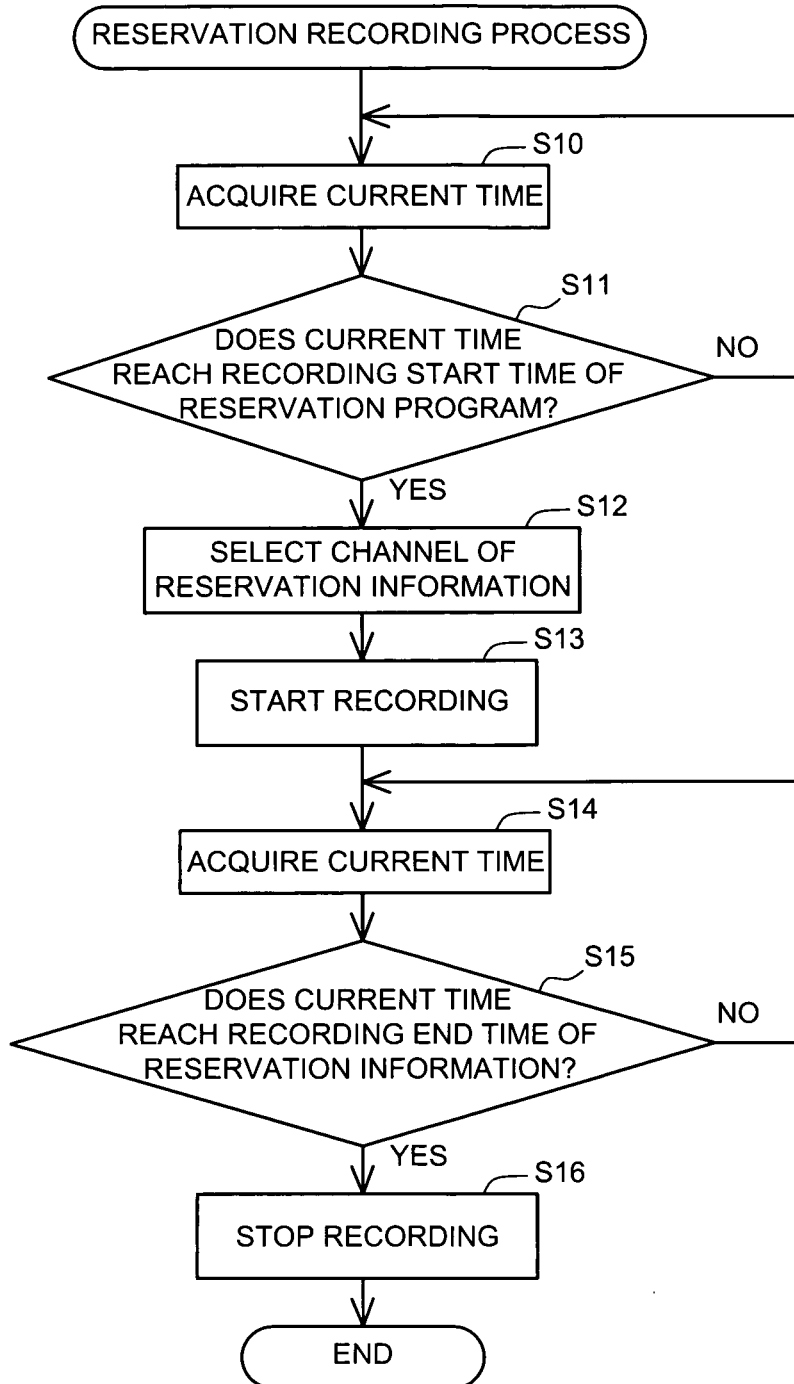 RESERVATION RECORDING PROCESS
S10
ACQUIRE CURRENT TIME
S11
DOES CURRENT TIME
REACH RECORDING START TIME OF
RESERVATION PROGRAM?
NO
YES
S12
SELECT CHANNEL OF
RESERVATION INFORMATION
S13
START RECORDING
S14
ACQUIRE CURRENT TIME
S15
DOES CURRENT TIME
REACH RECORDING END TIME OF
RESERVATION INFORMATION?
NO
YES
S16
STOP RECORDING
END